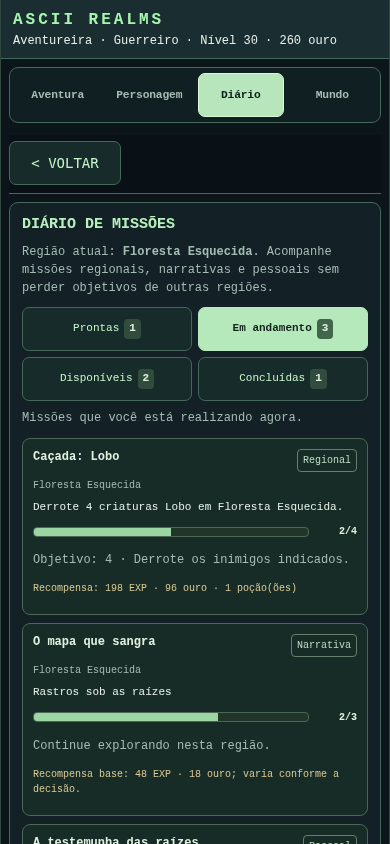 ASCII REALMS
Aventureira · Guerreiro · Nível 30 · 260 ouro
Aventura Personagem Diário Mundo
< VOLTAR
DIÁRIO DE MISSÕES
Região atual: Floresta Esquecida. Acompanhe
missões regionais, narrativas e pessoais sem
perder objetivos de outras regiões.
Prontas 1 Em andamento 3
Disponíveis 2 Concluídas 1
Missões que você está realizando agora.
Caçada: Lobo Regional
Floresta Esquecida
Derrote 4 criaturas Lobo em Floresta Esquecida.
2/4
Objetivo: 4 · Derrote os inimigos indicados.
Recompensa: 198 EXP · 96 ouro · 1 poção(ões)
O mapa que sangra Narrativa
Floresta Esquecida
Rastros sob as raízes
2/3
Continue explorando nesta região.
Recompensa base: 48 EXP · 18 ouro; varia conforme a
decisão.
A testemunha das raízes Pessoal